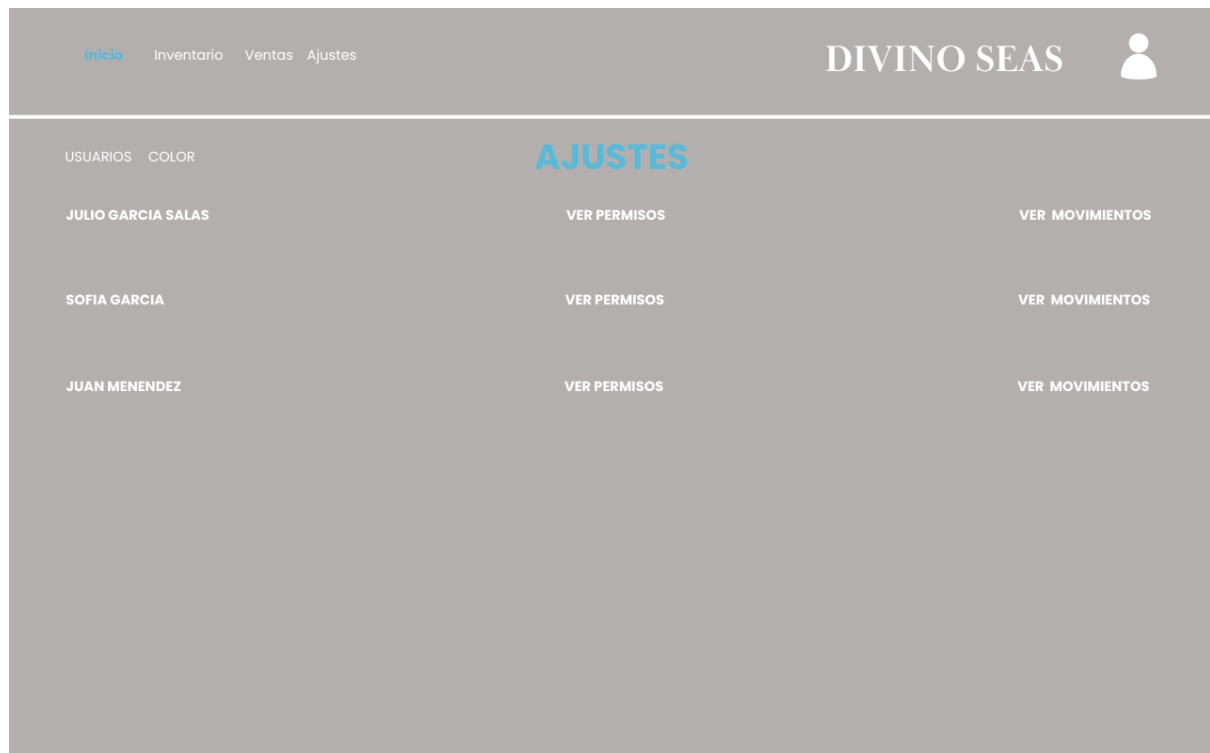 Inicio Inventario Ventas Ajustes DIVINO SEAS
USUARIOS COLOR AJUSTES
JULIO GARCIA SALAS VER PERMISOS VER MOVIMIENTOS
SOFIA GARCIA VER PERMISOS VER MOVIMIENTOS
JUAN MENENDEZ VER PERMISOS VER MOVIMIENTOS